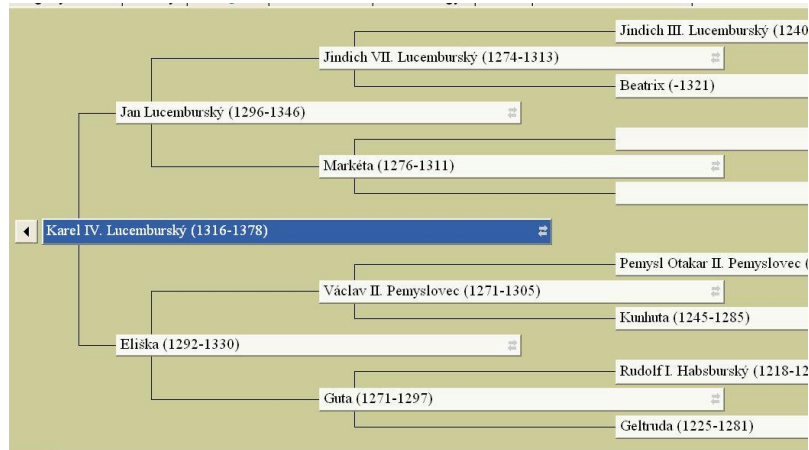 Jindich III. Lucemburský (1240
Jindich VII. Lucemburský (1274-1313)
Beatrix (-1321)
Jan Lucemburský (1296-1346)
Markéta (1276-1311)
Karel IV. Lucemburský (1316-1378)
Pemysl Otakar II. Pemyslovec (
Václav II. Pemyslovec (1271-1305)
Kunhuta (1245-1285)
Eliška (1292-1330)
Rudolf I. Habsburský (1218-12
Guta (1271-1297)
Geltruda (1225-1281)